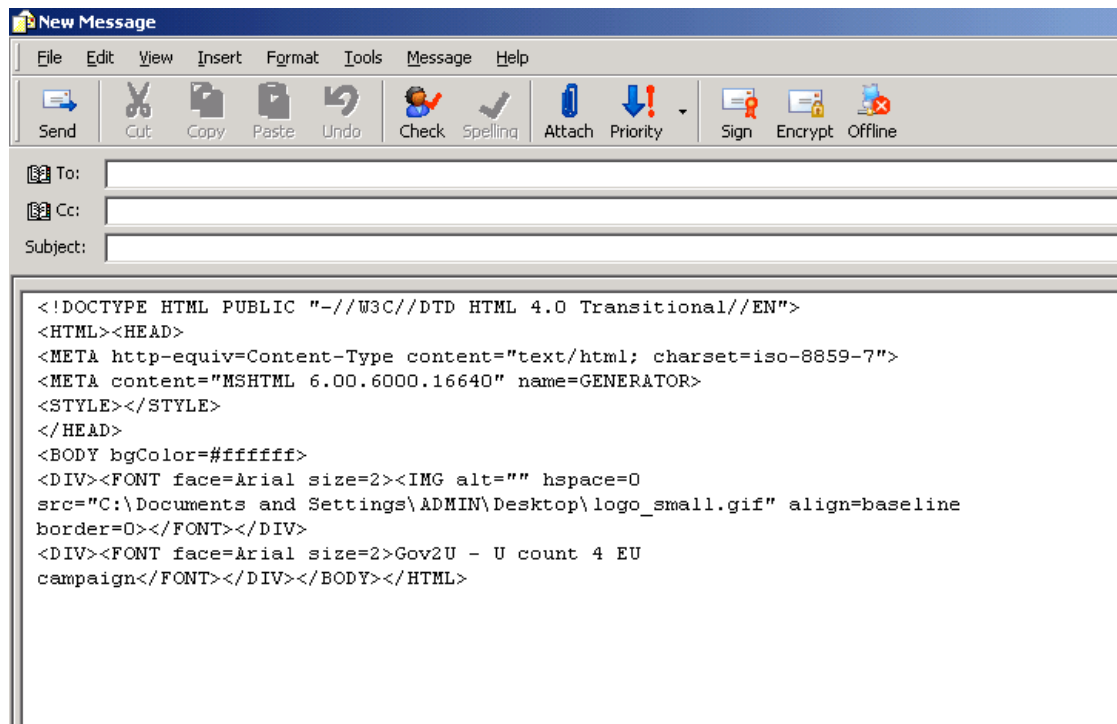 New Message
File Edit View Insert Format Tools Message Help
Send Cut Copy Paste Undo Check Spelling Attach Priority Sign Encrypt Offline
To:
Cc:
Subject:
<!DOCTYPE HTML PUBLIC "-//W3C//DTD HTML 4.0 Transitional//EN">
<HTML><HEAD>
<META http-equiv=Content-Type content="text/html; charset=iso-8859-7">
<META content="MSHTML 6.00.6000.16640" name=GENERATOR>
<STYLE></STYLE>
</HEAD>
<BODY bgColor=#ffffff>
<DIV><FONT face=Arial size=2><IMG alt="" hspace=0
src="C:\Documents and Settings\ADMIN\Desktop\logo_small.gif" align=baseline
border=0></FONT></DIV>
<DIV><FONT face=Arial size=2>Gov2U - U count 4 EU
campaign</FONT></DIV></BODY></HTML>